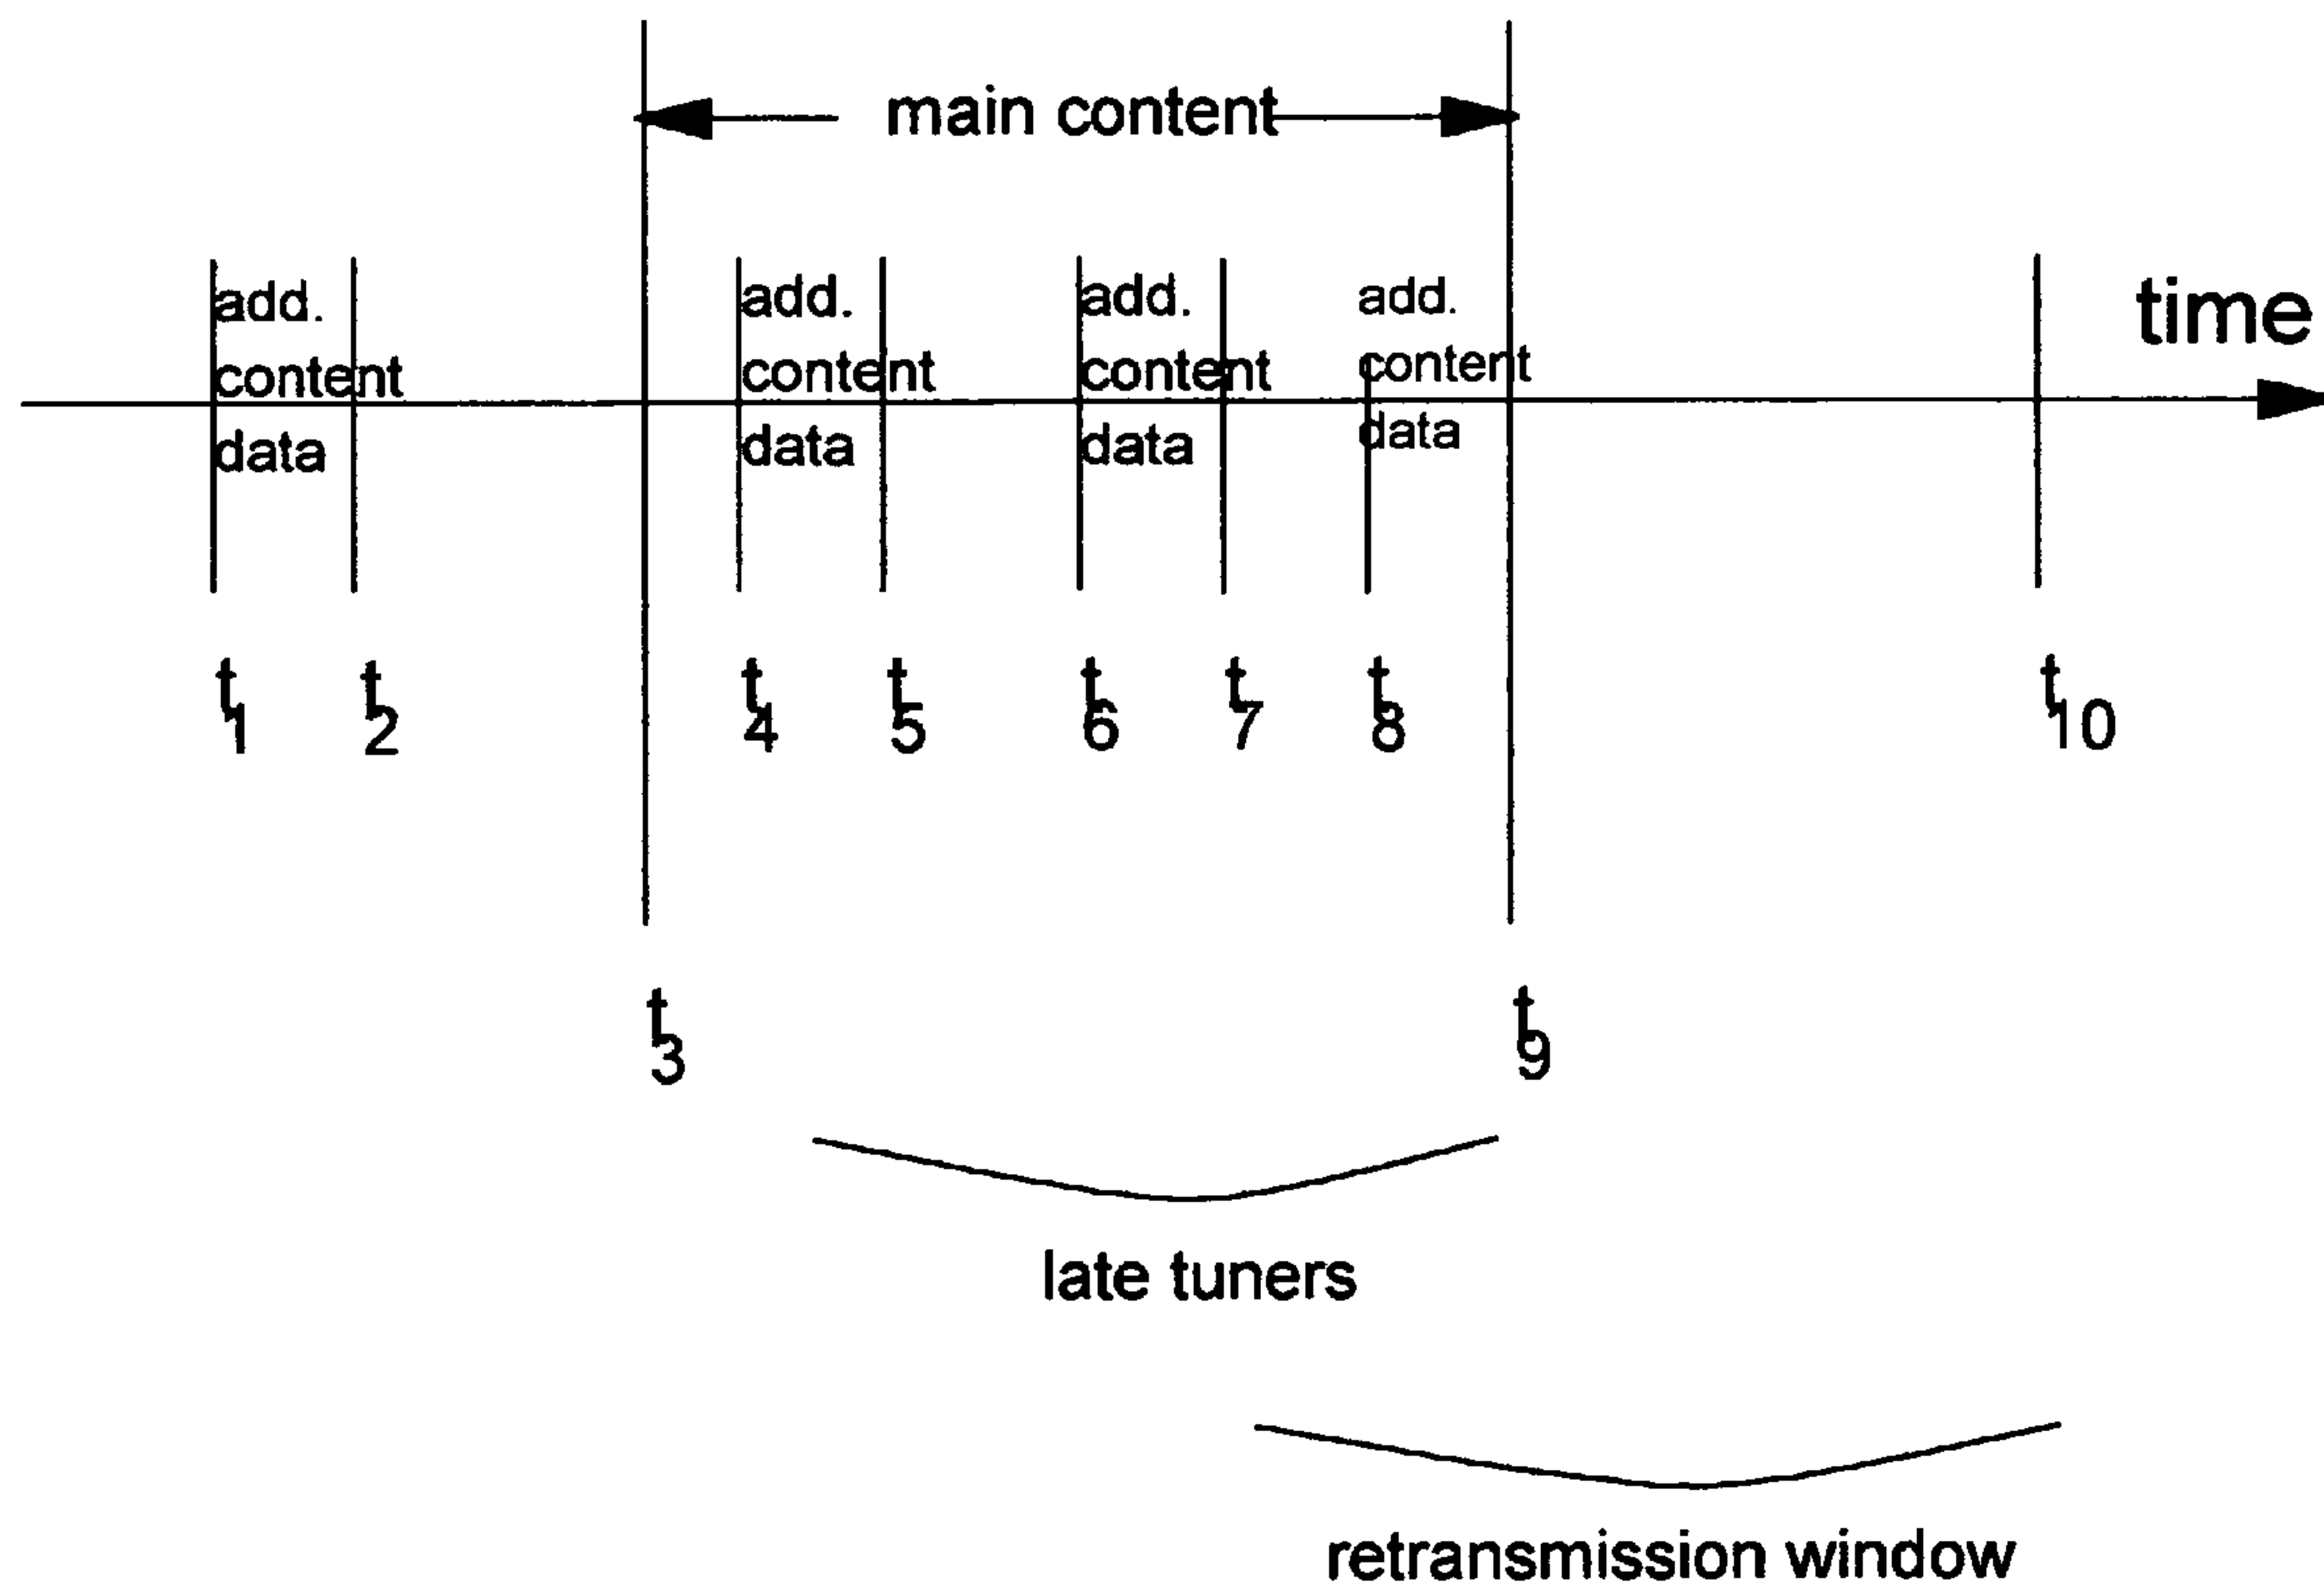 main content
add.
content
data
add.
content
data
add.
content
data
add.
content
data
time
t1
t2
t4
t5
t6
t7
t8
t10
t3
t9
late tuners
retransmission window